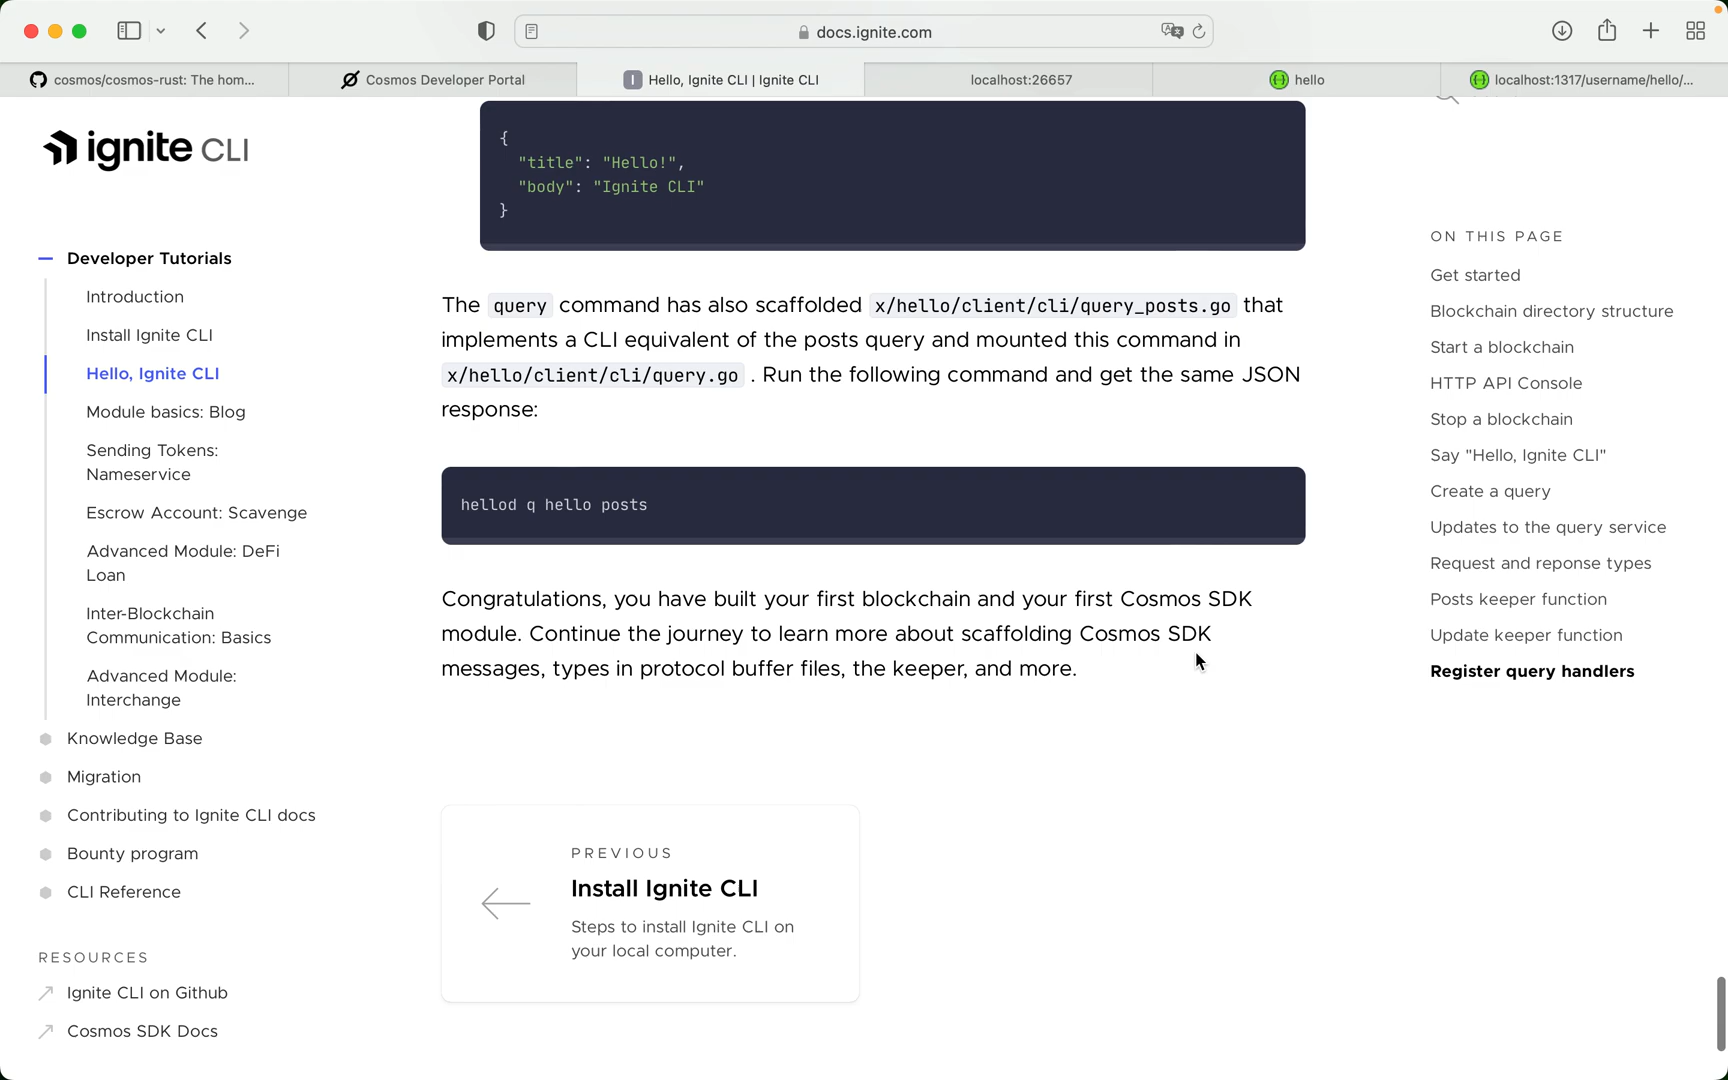 docs.ignite.com
cosmos/cosmos-rust: The hom...
Cosmos Developer Portal
Hello, Ignite CLI | Ignite CLI
localhost:26657
hello
localhost:1317/username/hello/...
ignite CLI
Developer Tutorials
Introduction
Install Ignite CLI
Hello, Ignite CLI
Module basics: Blog
Sending Tokens:
Nameservice
Escrow Account: Scavenge
Advanced Module: DeFi
Loan
Inter-Blockchain
Communication: Basics
Advanced Module:
Interchange
Knowledge Base
Migration
Contributing to Ignite CLI docs
Bounty program
CLI Reference
RESOURCES
Ignite CLI on Github
Cosmos SDK Docs
{
"title": "Hello!",
"body": "Ignite CLI"
}
The query command has also scaffolded x/hello/client/cli/query_posts.go that
implements a CLI equivalent of the posts query and mounted this command in
x/hello/client/cli/query.go . Run the following command and get the same JSON
response:
hellod q hello posts
Congratulations, you have built your first blockchain and your first Cosmos SDK
module. Continue the journey to learn more about scaffolding Cosmos SDK
messages, types in protocol buffer files, the keeper, and more.
PREVIOUS
Install Ignite CLI
Steps to install Ignite CLI on
your local computer.
ON THIS PAGE
Get started
Blockchain directory structure
Start a blockchain
HTTP API Console
Stop a blockchain
Say "Hello, Ignite CLI"
Create a query
Updates to the query service
Request and reponse types
Posts keeper function
Update keeper function
Register query handlers